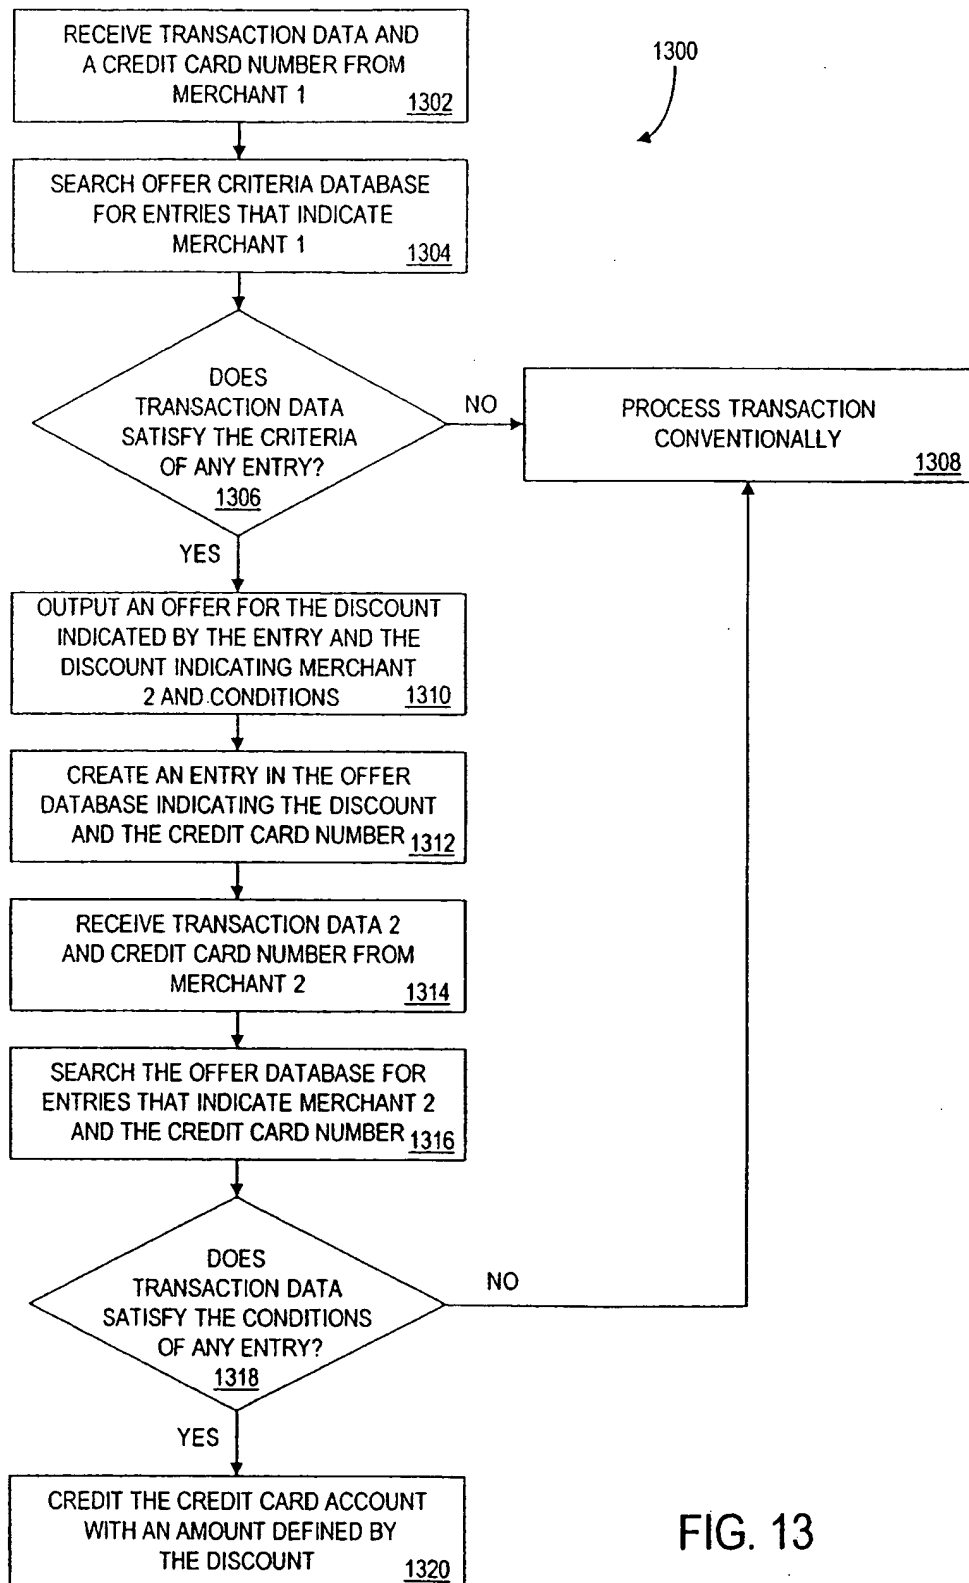 RECEIVE TRANSACTION DATA AND
A CREDIT CARD NUMBER FROM
MERCHANT 1
1302
1300
SEARCH OFFER CRITERIA DATABASE
FOR ENTRIES THAT INDICATE
MERCHANT 1
1304
DOES
TRANSACTION DATA
SATISFY THE CRITERIA
OF ANY ENTRY?
1306
NO
PROCESS TRANSACTION
CONVENTIONALLY
1308
YES
OUTPUT AN OFFER FOR THE DISCOUNT
INDICATED BY THE ENTRY AND THE
DISCOUNT INDICATING MERCHANT
2 AND CONDITIONS
1310
CREATE AN ENTRY IN THE OFFER
DATABASE INDICATING THE DISCOUNT
AND THE CREDIT CARD NUMBER
1312
RECEIVE TRANSACTION DATA 2
AND CREDIT CARD NUMBER FROM
MERCHANT 2
1314
SEARCH THE OFFER DATABASE FOR
ENTRIES THAT INDICATE MERCHANT 2
AND THE CREDIT CARD NUMBER
1316
DOES
TRANSACTION DATA
SATISFY THE CONDITIONS
OF ANY ENTRY?
1318
NO
YES
CREDIT THE CREDIT CARD ACCOUNT
WITH AN AMOUNT DEFINED BY
THE DISCOUNT
1320
FIG. 13